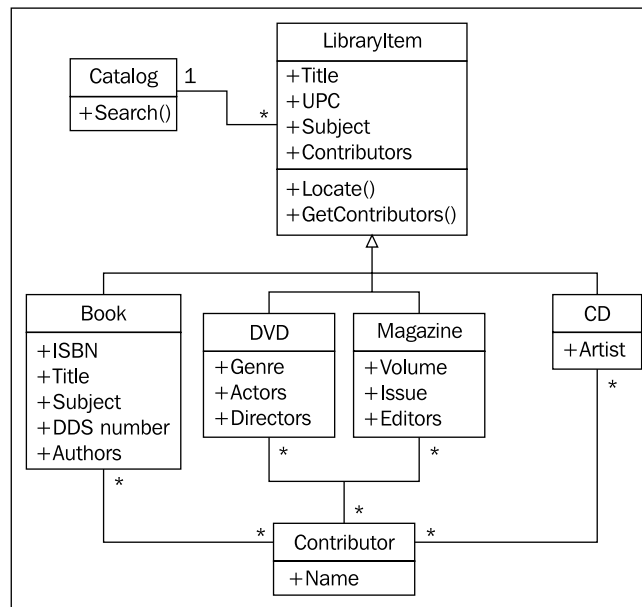 LibraryItem
+Title
+UPC
+Subject
+Contributors
+Locate()
+GetContributors()
Catalog
+Search()
1
*
Book
+ISBN
+Title
+Subject
+DDS number
+Authors
*
DVD
+Genre
+Actors
+Directors
*
Magazine
+Volume
+Issue
+Editors
*
CD
+Artist
*
*
*
*
Contributor
+Name